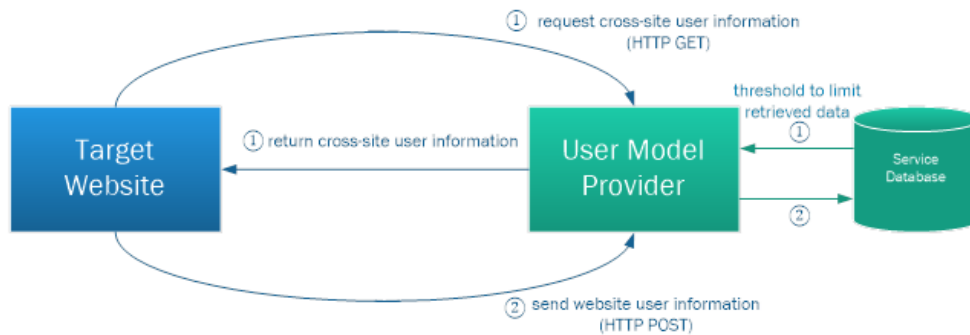 ① request cross-site user information
(HTTP GET)
threshold to limit
retrieved data
①
① return cross-site user information
Target
Website
User Model
Provider
Service
Database
②
② send website user information
(HTTP POST)